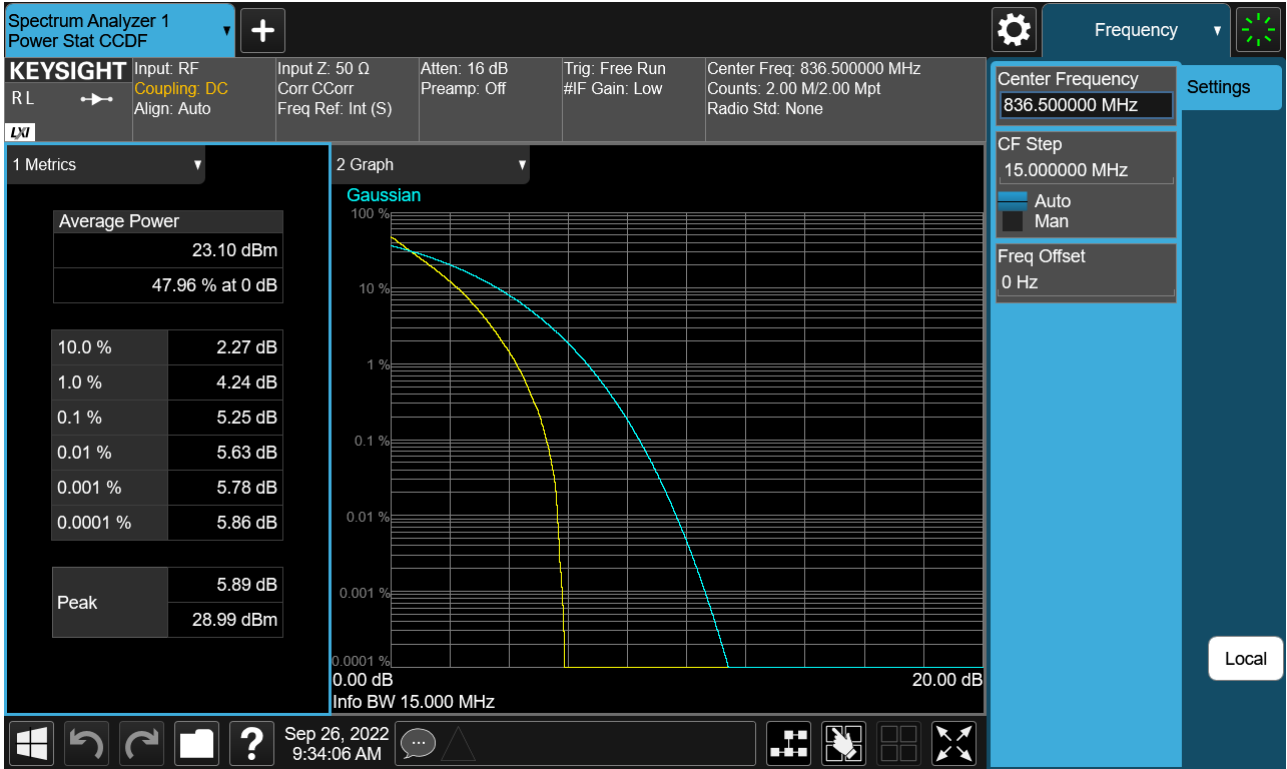 Spectrum Analyzer 1
Power Stat CCDF
+
Frequency
KEYSIGHT
R L
LXI
Input: RF
Coupling: DC
Align: Auto
Input Z: 50 Ω
Corr CCorr
Freq Ref: Int (S)
Atten: 16 dB
Preamp: Off
Trig: Free Run
#IF Gain: Low
Center Freq: 836.500000 MHz
Counts: 2.00 M/2.00 Mpt
Radio Std: None
Center Frequency
836.500000 MHz
Settings
CF Step
15.000000 MHz
Auto
Man
Freq Offset
0 Hz
1 Metrics
Average Power
23.10 dBm
47.96 % at 0 dB
10.0 % 2.27 dB
1.0 % 4.24 dB
0.1 % 5.25 dB
0.01 % 5.63 dB
0.001 % 5.78 dB
0.0001 % 5.86 dB
Peak
5.89 dB
28.99 dBm
2 Graph
Gaussian
100 %
10 %
1 %
0.1 %
0.01 %
0.001 %
0.0001 %
0.00 dB 20.00 dB
Info BW 15.000 MHz
Local
?
Sep 26, 2022
9:34:06 AM